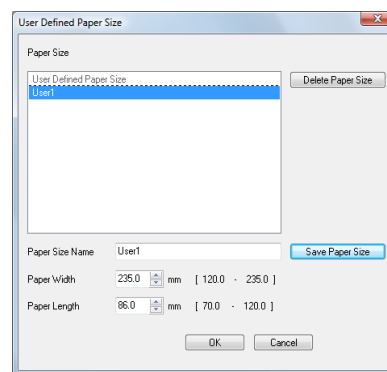 User Defined Paper Size
Paper Size
User Defined Paper Size
Delete Paper Size
User1
Paper Size Name User1 Save Paper Size
Paper Width 235.0 mm [ 120.0 - 235.0 ]
Paper Length 86.0 mm [ 70.0 - 120.0 ]
OK Cancel